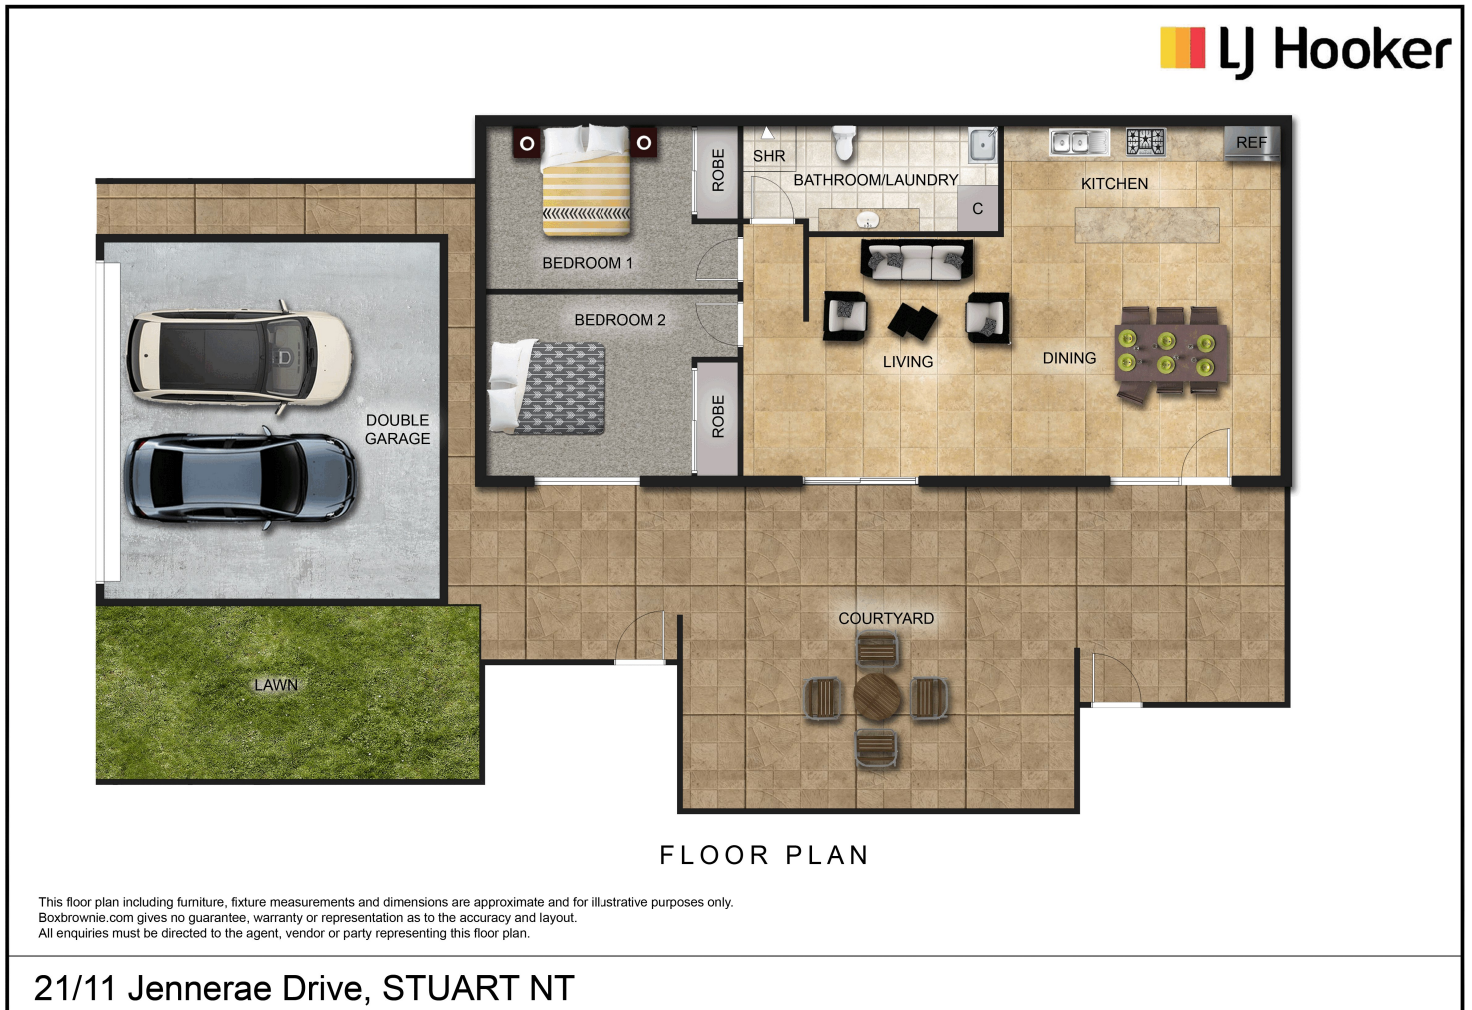 LJ Hooker
SHR
BATHROOM/LAUNDRY
C
REF
KITCHEN
ROBE
BEDROOM 1
BEDROOM 2
ROBE
LIVING
DINING
DOUBLE
GARAGE
COURTYARD
LAWN
FLOOR PLAN
This floor plan including furniture, fixture measurements and dimensions are approximate and for illustrative purposes only.
Boxbrownie.com gives no guarantee, warranty or representation as to the accuracy and layout.
All enquiries must be directed to the agent, vendor or party representing this floor plan.
21/11 Jennerae Drive, STUART NT